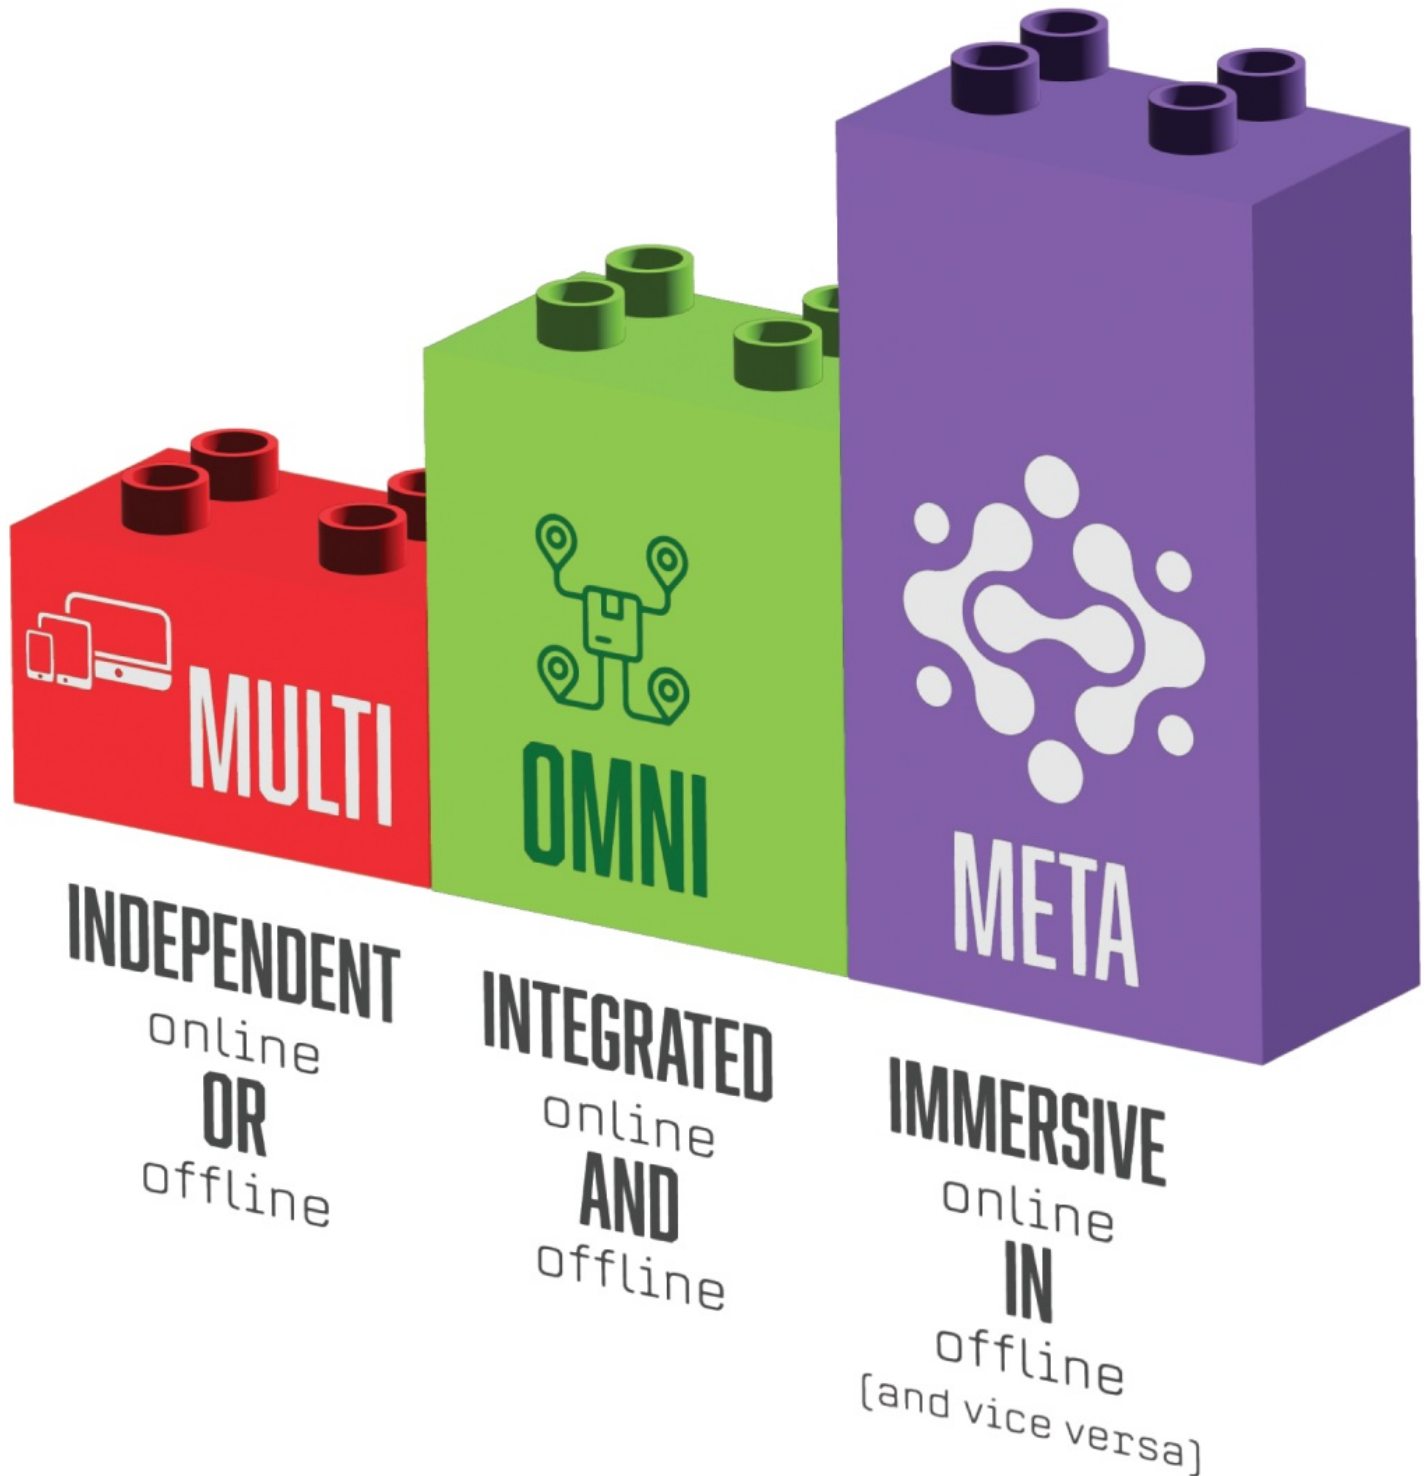 MULTI
OMNI
META
INDEPENDENT
online
OR
offline
INTEGRATED
online
AND
offline
IMMERSIVE
online
IN
offline
(and vice versa)